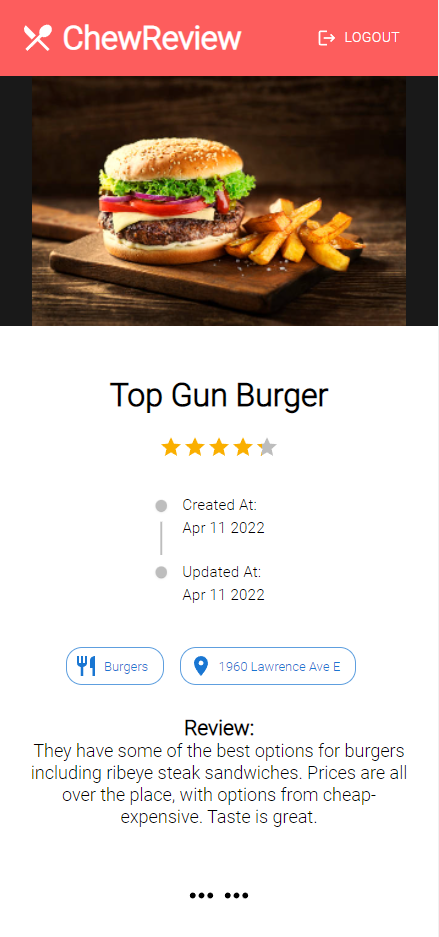 ChewReview
LOGOUT
Top Gun Burger
Created At:
Apr 11 2022
Updated At:
Apr 11 2022
Burgers
1960 Lawrence Ave E
Review:
They have some of the best options for burgers
including ribeye steak sandwiches. Prices are all
over the place, with options from cheap-
expensive. Taste is great.